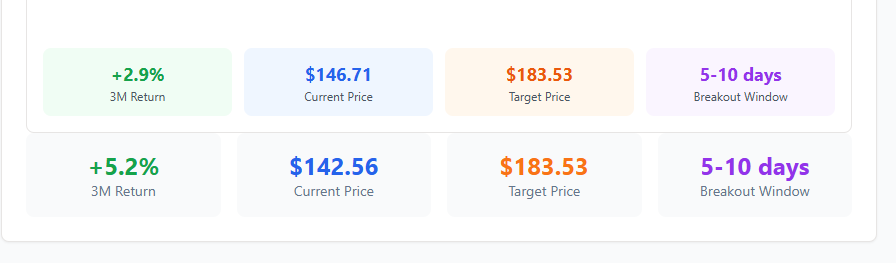 +2.9% $146.71 $183.53 5-10 days
3M Return Current Price Target Price Breakout Window
+5.2% $142.56 $183.53 5-10 days
3M Return Current Price Target Price Breakout Window